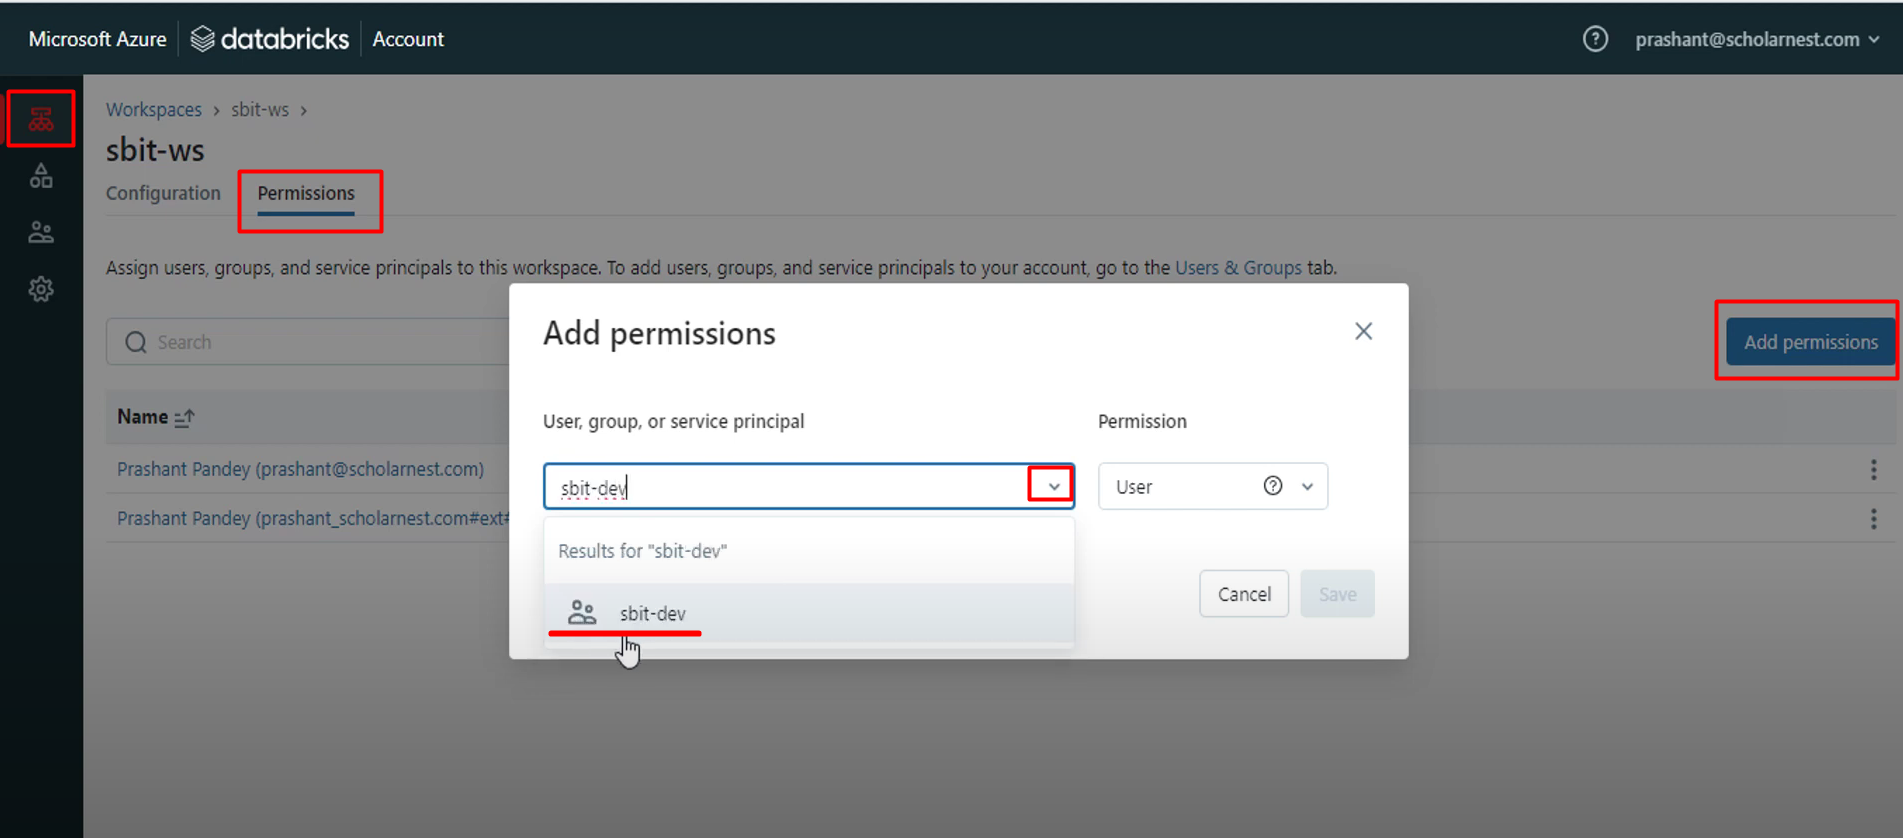 Microsoft Azure databricks Account prashant@scholarnest.com
Workspaces › sbit-ws ›
sbit-ws
Configuration Permissions
Assign users, groups, and service principals to this workspace. To add users, groups, and service principals to your account, go to the Users & Groups tab.
Search
Add permissions
Name
Prashant Pandey (prashant@scholarnest.com)
Prashant Pandey (prashant_scholarnest.com#ext#
Add permissions
User, group, or service principal Permission
sbit-dev User
Results for "sbit-dev"
sbit-dev
Cancel Save